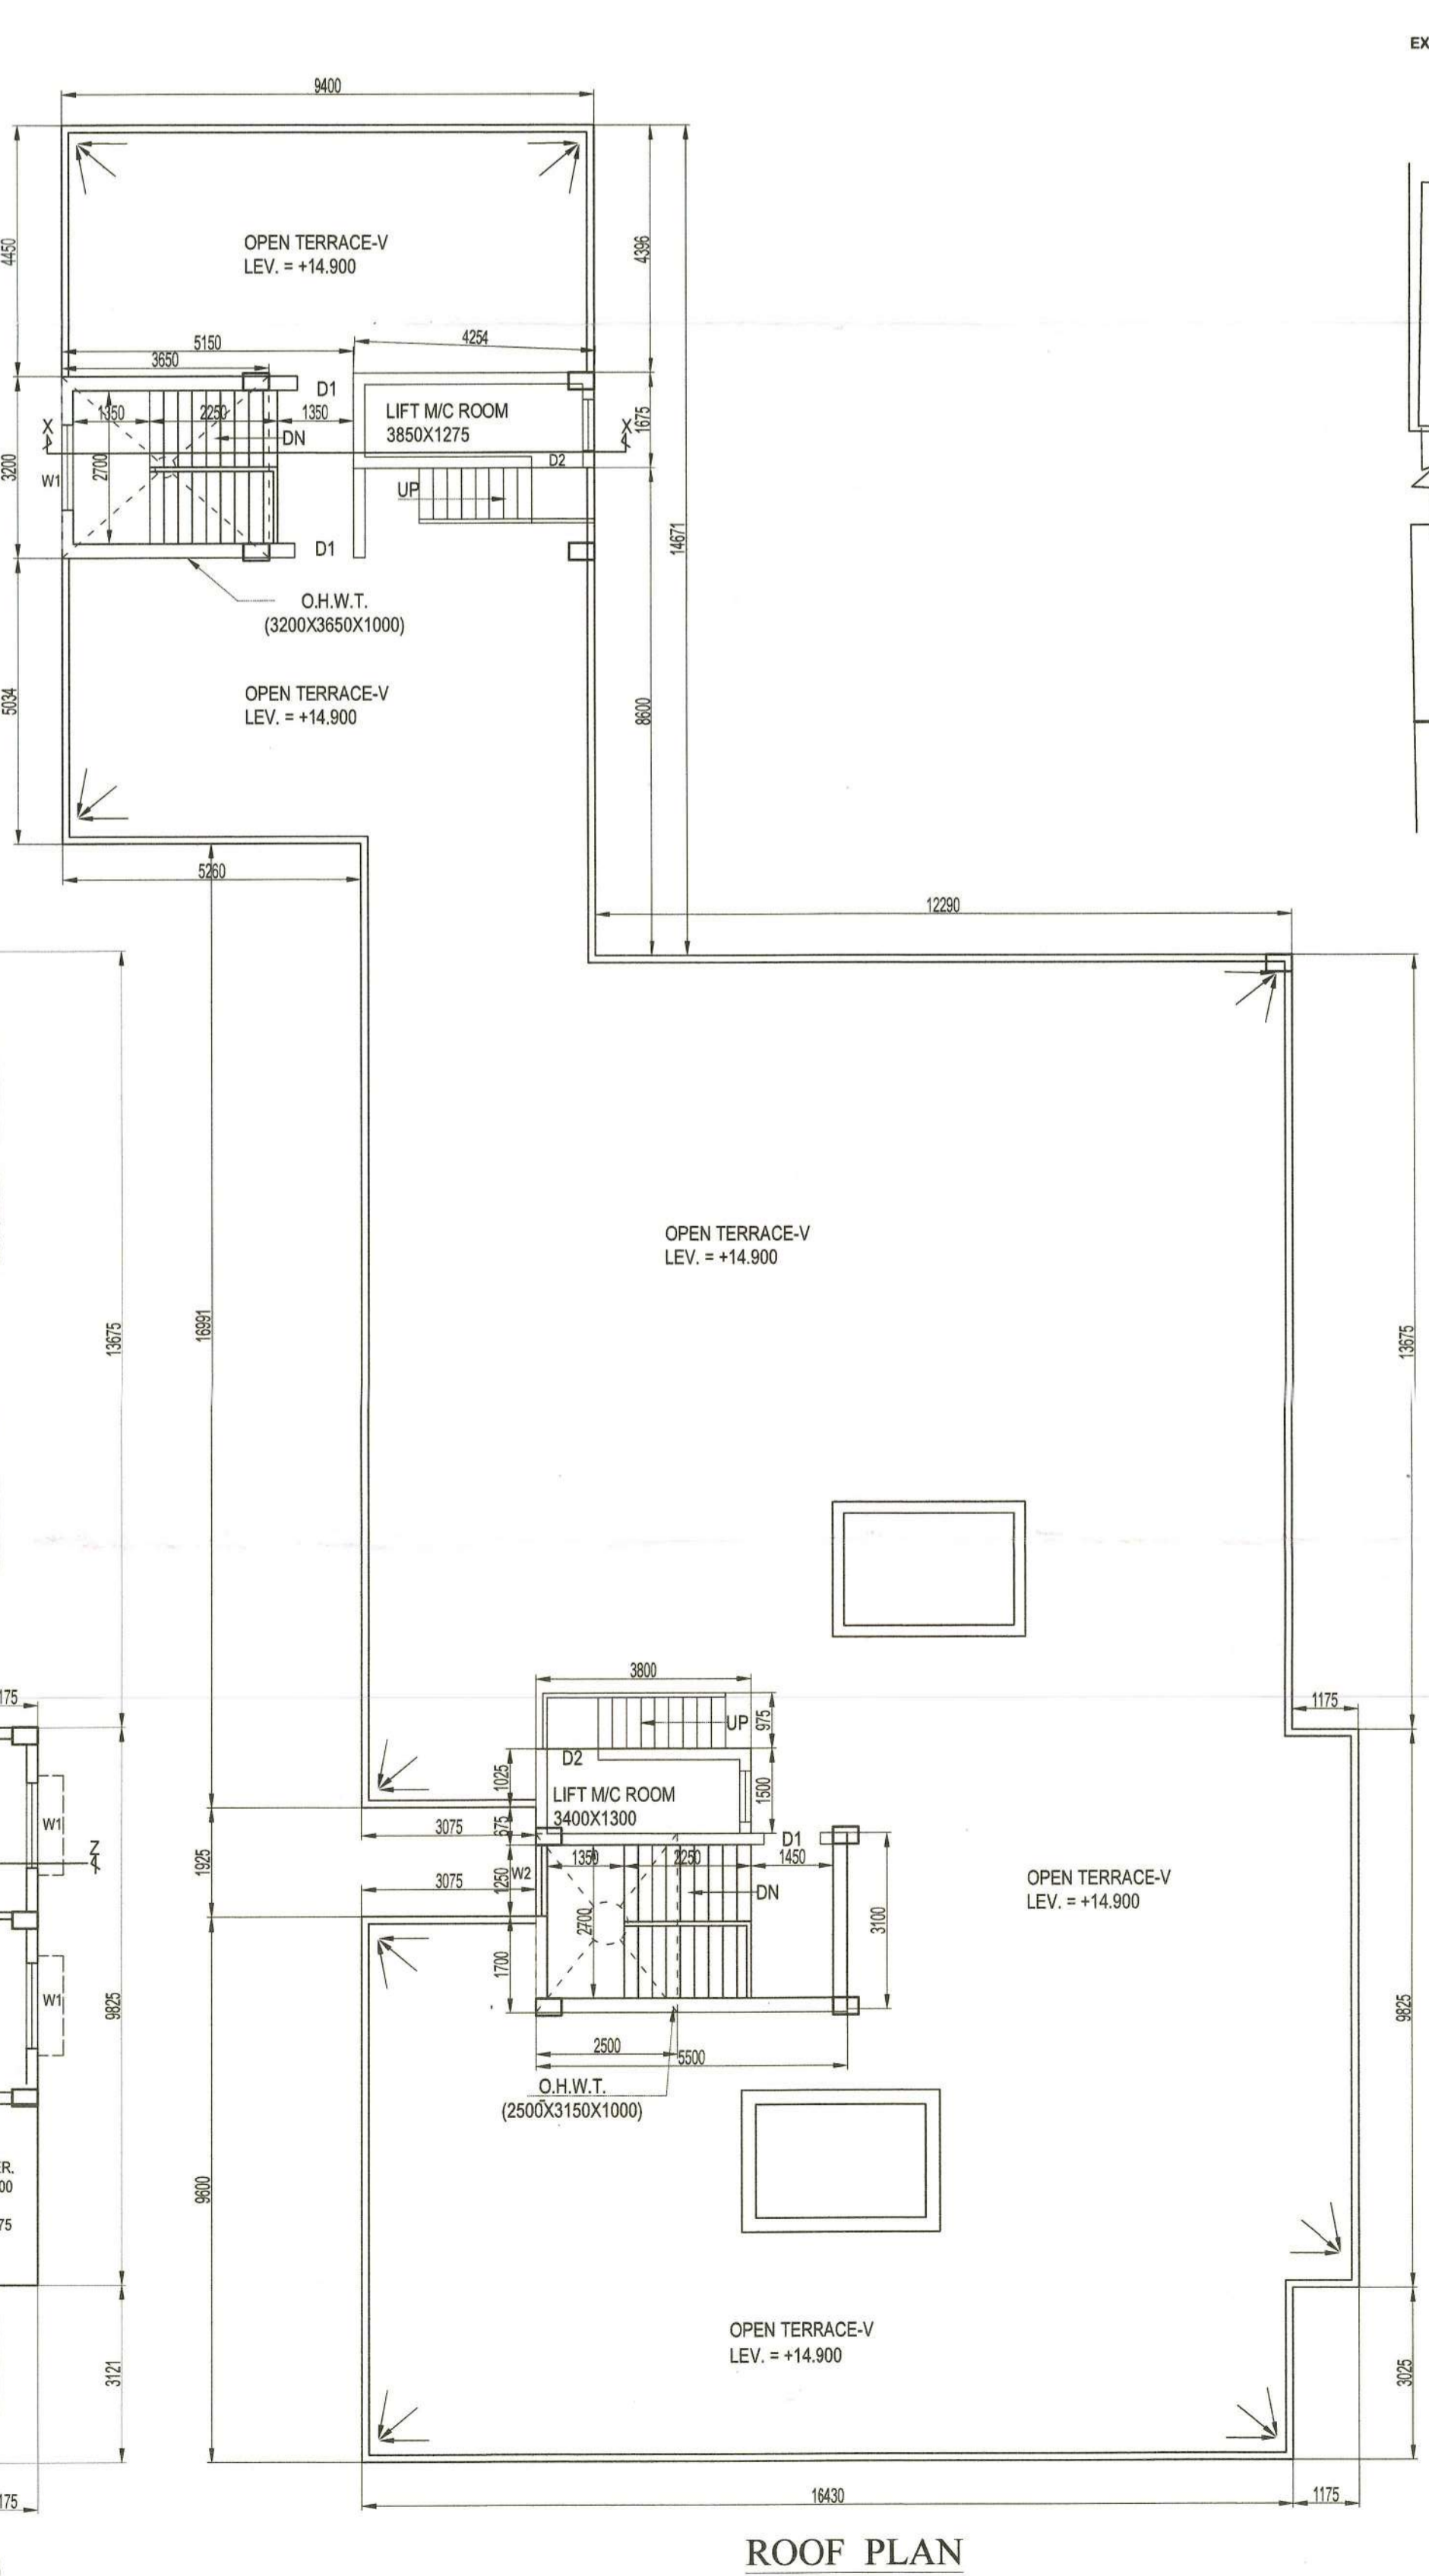 EX
9400
4450
4396
OPEN TERRACE-V
LEV. = +14.900
5150
4254
3650
D1
1350
2250
1350
LIFT M/C ROOM
3850X1275
1675
X
X
DN
D2
3200
W1
2700
UP
14671
D1
O.H.W.T.
(3200X3650X1000)
5034
OPEN TERRACE-V
LEV. = +14.900
8600
5260
12290
OPEN TERRACE-V
LEV. = +14.900
13675
16991
13675
3800
175
1175
UP
975
D2
1025
LIFT M/C ROOM
3400X1300
1500
W1
3075
675
D1
Z
1925
1350
2250
1450
3075
1250
W2
DN
OPEN TERRACE-V
LEV. = +14.900
2700
3100
1700
W1
9825
9825
2500
5500
O.H.W.T.
(2500X3150X1000)
R.
00
75
9600
OPEN TERRACE-V
LEV. = +14.900
3121
3025
175
16430
1175
ROOF PLAN